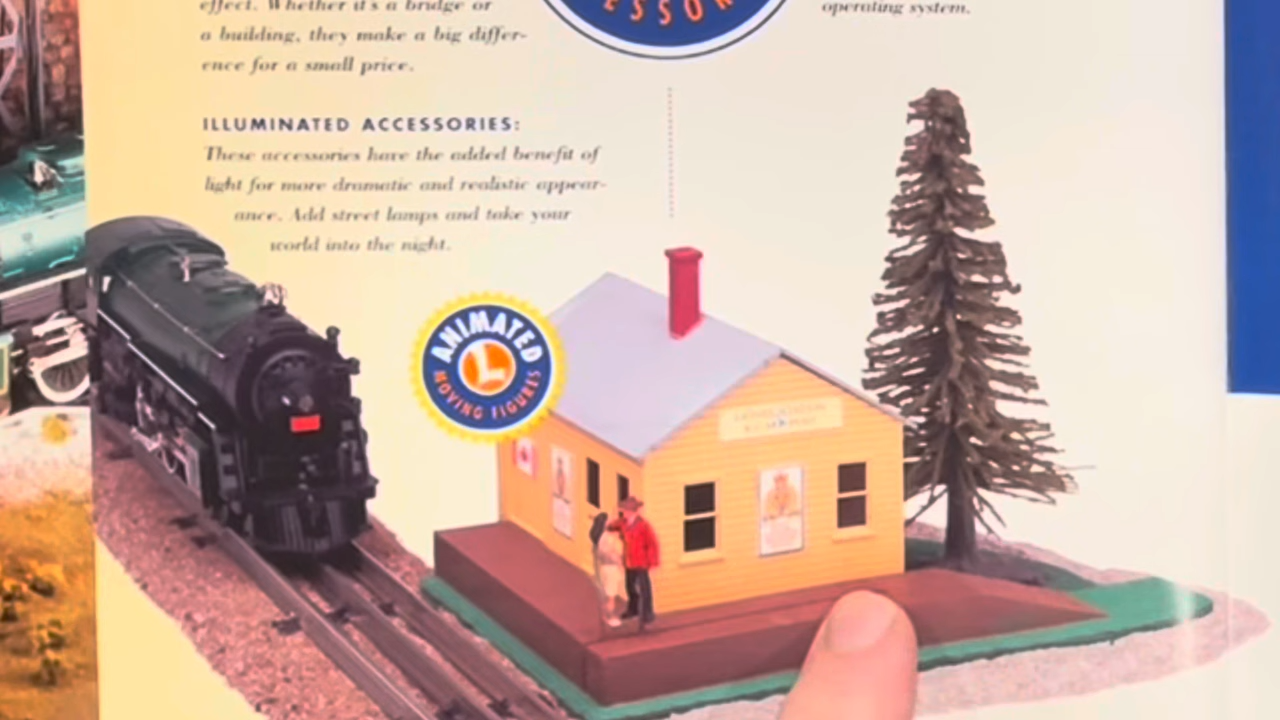 effect. Whether it's a bridge or
a building, they make a big differ-
ence for a small price.
ILLUMINATED ACCESSORIES:
These accessories have the added benefit of
light for more dramatic and realistic appear-
ance. Add street lamps and take your
world into the night.
ESSOR
operating system.
ANIMATED
L
MOVING FIGURES